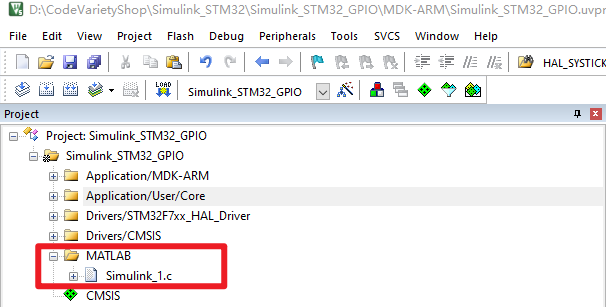 D:\CodeVarietyShop\Simulink_STM32\Simulink_STM32_GPIO\MDK-ARM\Simulink_STM32_GPIO.uvpr
File Edit View Project Flash Debug Peripherals Tools SVCS Window Help
HAL_SYSTICK
LOAD
Simulink_STM32_GPIO
Project
Project: Simulink_STM32_GPIO
Simulink_STM32_GPIO
Application/MDK-ARM
Application/User/Core
Drivers/STM32F7xx_HAL_Driver
Drivers/CMSIS
MATLAB
Simulink_1.c
CMSIS